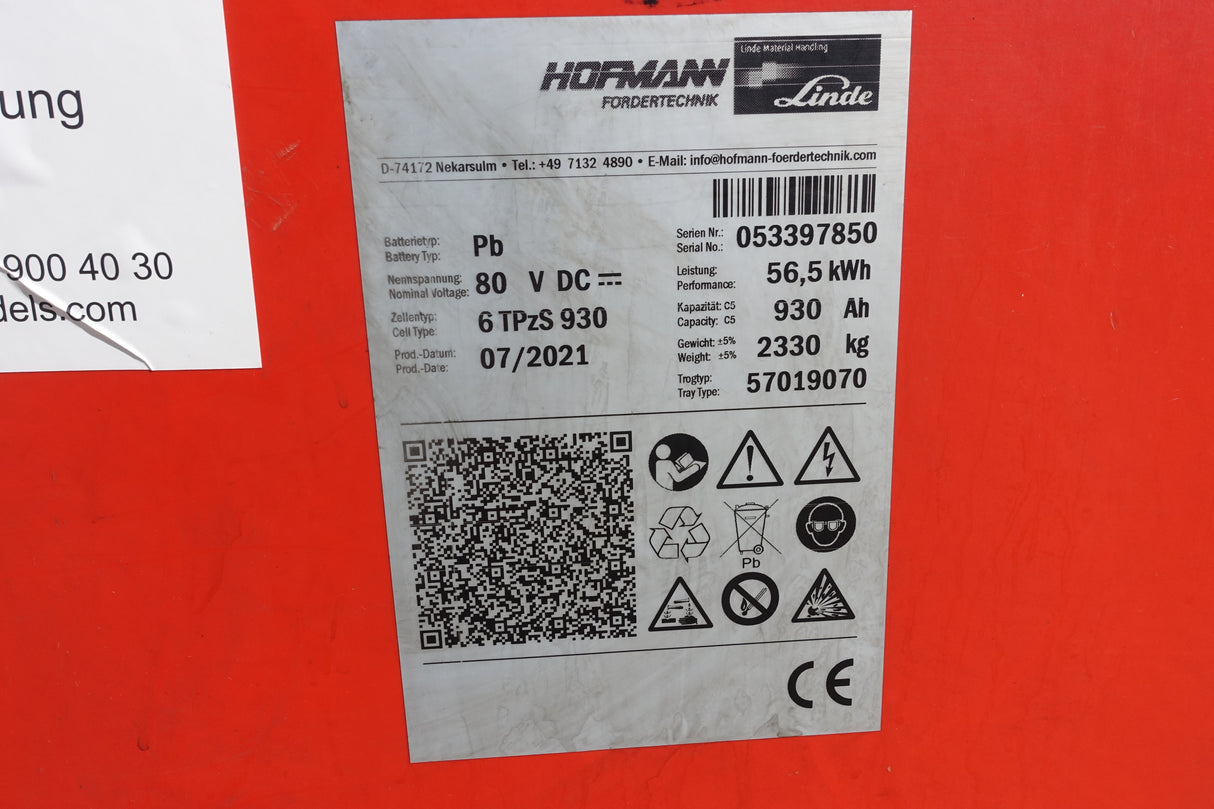 ung
900 40 30
dels.com
HOFMANN
FÖRDERTECHNIK
Linde Material Handling
Linde
D-74172 Nekarsulm • Tel.: +49 7132 4890 • E-Mail: info@hofmann-foerdertechnik.com
Batterietyp:
Battery Typ: Pb
Nennspannung:
Nominal Voltage: 80 V DC
Zellentyp:
Cell Type: 6 TPzS 930
Prod.-Datum:
Prod.-Date: 07/2021
Serien Nr.:
Serial No.: 053397850
Leistung:
Performance: 56,5 kWh
Kapazität: C5
Capacity: C5 930 Ah
Gewicht: ±5%
Weight: ±5% 2330 kg
Trogtyp:
Tray Type: 57019070
Pb
CE